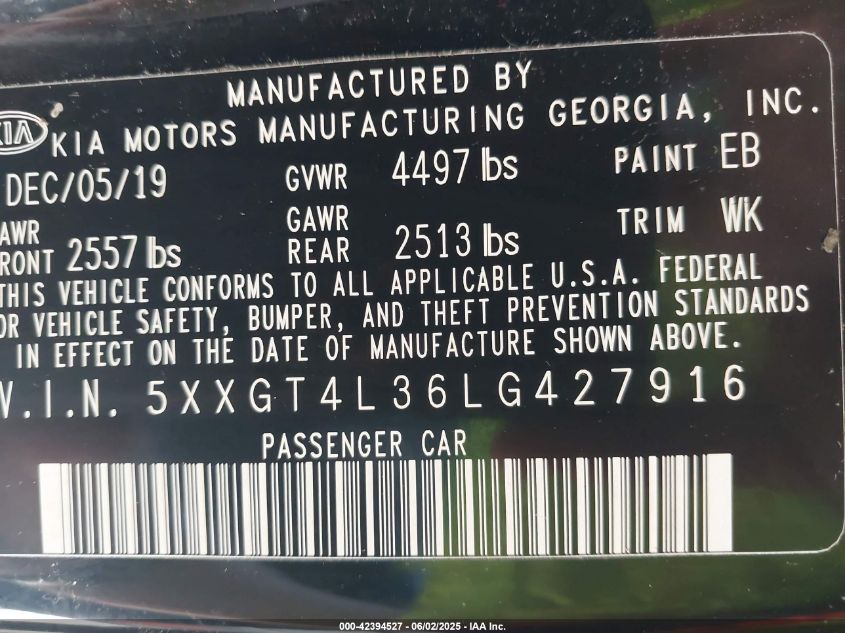 MANUFACTURED BY
KIA KIA MOTORS MANUFACTURING GEORGIA, INC.
DEC/05/19 GVWR 4497 lbs PAINT EB
AWR GAWR TRIM WK
RONT 2557 lbs REAR 2513 lbs
THIS VEHICLE CONFORMS TO ALL APPLICABLE U.S.A. FEDERAL
OR VEHICLE SAFETY, BUMPER, AND THEFT PREVENTION STANDARDS
IN EFFECT ON THE DATE OF MANUFACTURE SHOWN ABOVE.
V.I.N. 5XXGT4L36LG427916
PASSENGER CAR
000-42394527 - 06/02/2025 - IAA Inc.